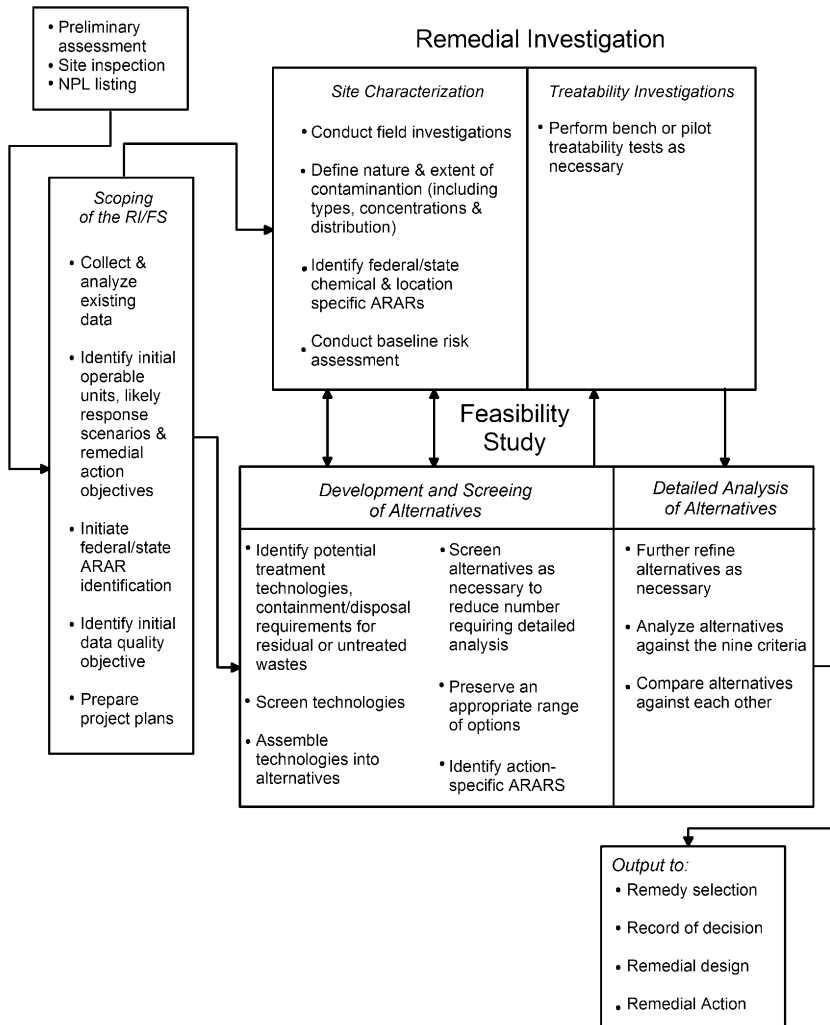 • Preliminary
assessment
• Site inspection
• NPL listing
Remedial Investigation
Site Characterization
• Conduct field investigations
• Define nature & extent of
contaminantion (including
types, concentrations &
distribution)
• Identify federal/state
chemical & location
specific ARARs
• Conduct baseline risk
assessment
Treatability Investigations
• Perform bench or pilot
treatability tests as
necessary
Scoping
of the RI/FS
• Collect &
analyze
existing
data
• Identify initial
operable
units, likely
response
scenarios &
remedial
action
objectives
• Initiate
federal/state
ARAR
identification
• Identify initial
data quality
objective
• Prepare
project plans
Feasibility
Study
Development and Screeing
of Alternatives
• Identify potential
treatment
technologies,
containment/disposal
requirements for
residual or untreated
wastes
• Screen technologies
• Assemble
technologies into
alternatives
• Screen
alternatives as
necessary to
reduce number
requiring detailed
analysis
• Preserve an
appropriate range
of options
• Identify action-
specific ARARS
Detailed Analysis
of Alternatives
• Further refine
alternatives as
necessary
• Analyze alternatives
against the nine criteria
• Compare alternatives
against each other
Output to:
• Remedy selection
• Record of decision
• Remedial design
• Remedial Action